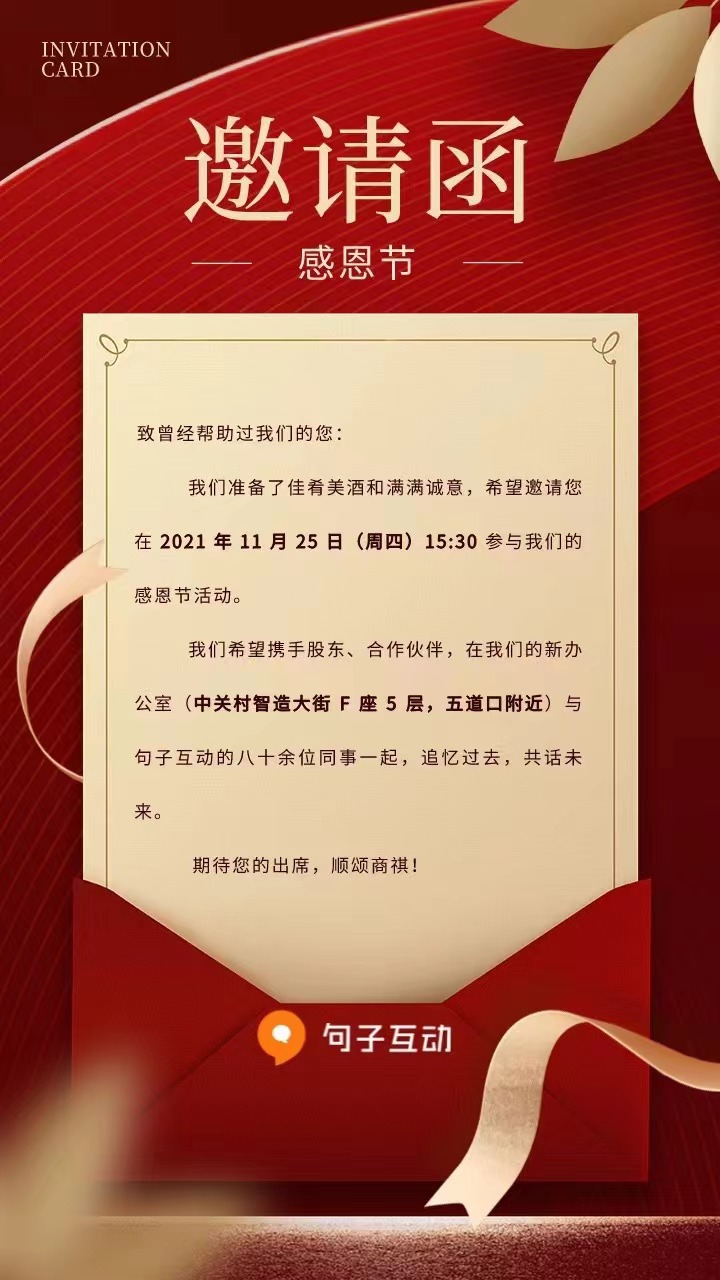 INVITATION
CARD
邀请函
感恩节
致曾经帮助过我们的您：
我们准备了佳肴美酒和满满诚意，希望邀请您
在 2021 年 11 月 25 日（周四）15:30 参与我们的
感恩节活动。
我们希望携手股东、合作伙伴，在我们的新办
公室（中关村智造大街 F 座 5 层，五道口附近）与
句子互动的八十余位同事一起，追忆过去，共话未
来。
期待您的出席，顺颂商祺！
句子互动